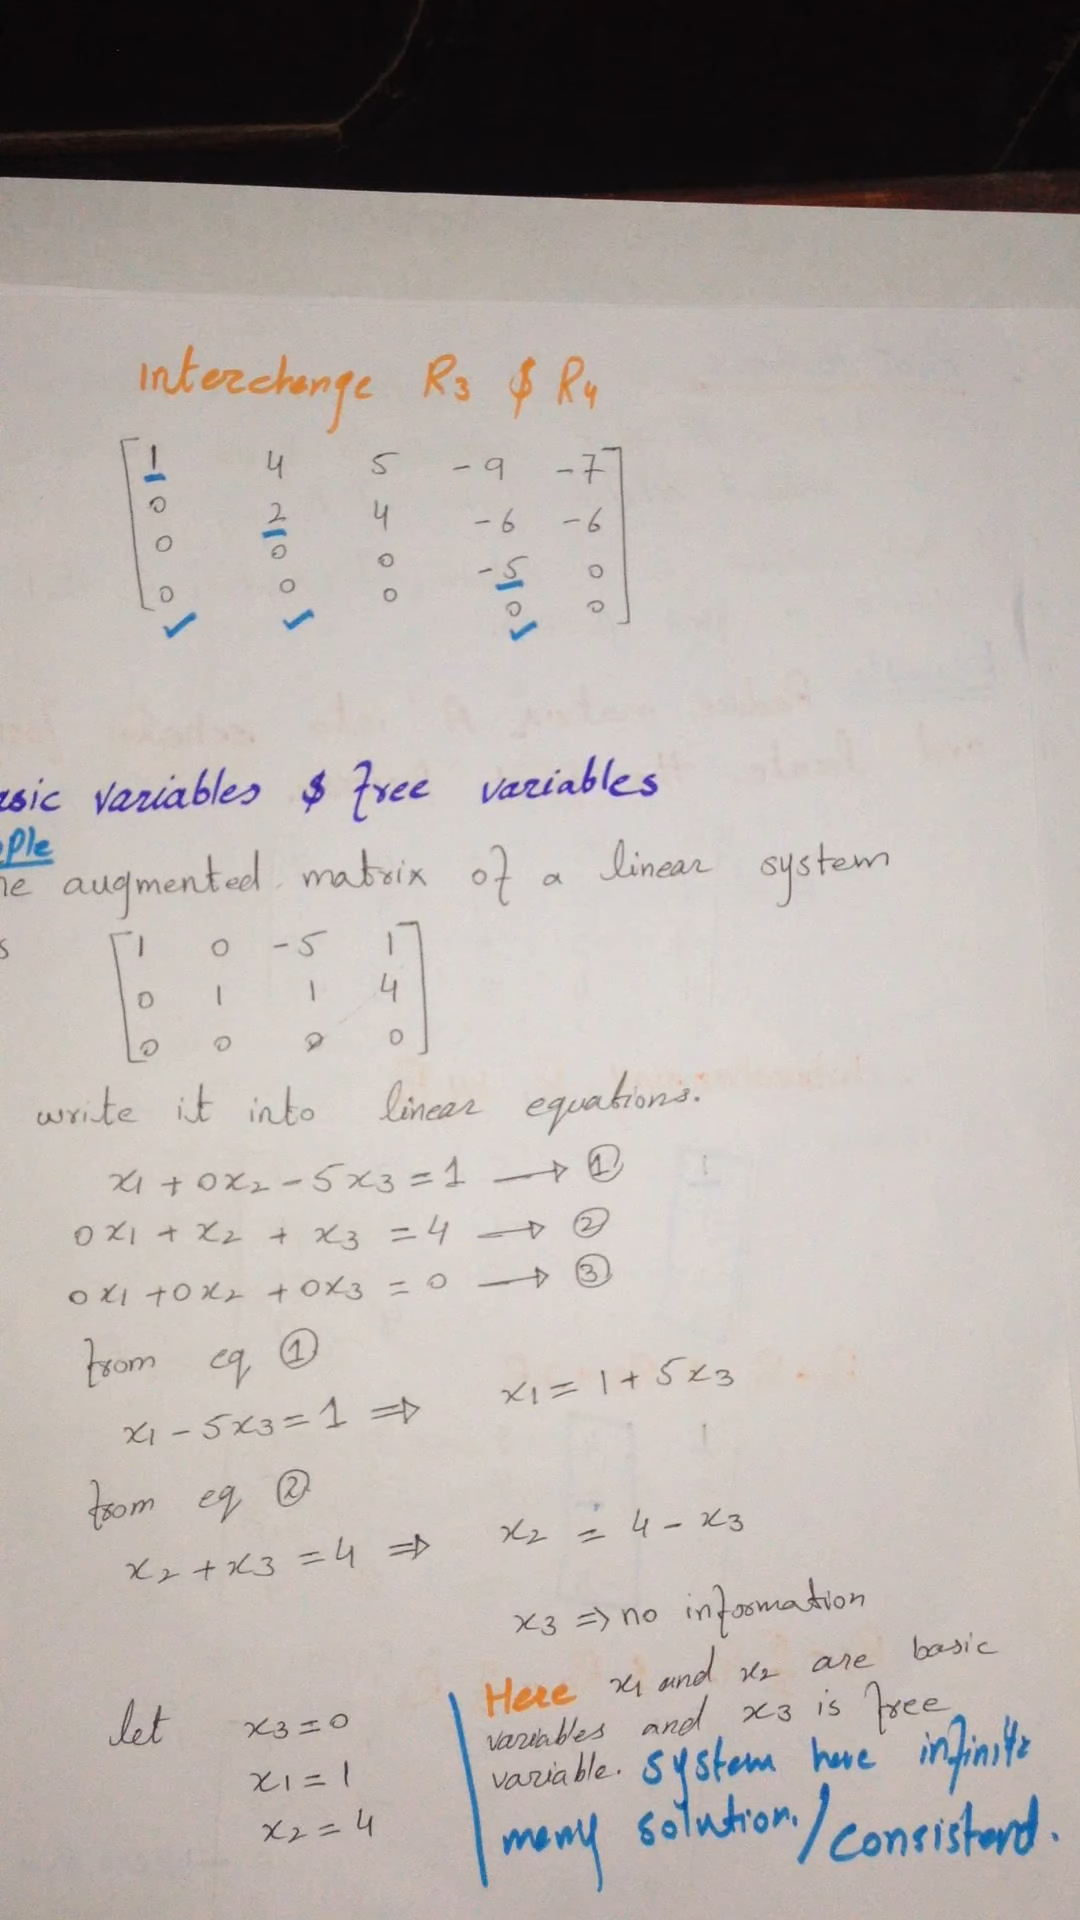 Interchange R3 $ R4
1 4 5 -9 -7
0 2 4 -6 -6
0 0 0 -5 0
0 0 0 0 0
asic variables $ free variables
ple
he augmented matrix of a linear system
s
1 0 -5 1
0 1 1 4
0 0 0 0
write it into linear equations.
x1 + 0x2 - 5x3 = 1 → ①
0x1 + x2 + x3 = 4 → ②
0x1 + 0x2 + 0x3 = 0 → ③
from eq ①
x1 - 5x3 = 1 ⇒ x1 = 1 + 5x3
from eq ②
x2 + x3 = 4 ⇒ x2 = 4 - x3
x3 ⇒ no information
let x3 = 0
x1 = 1
x2 = 4
Here x1 and x2 are basic
variables and x3 is free
variable. system have infinite
many solution. / consistend.